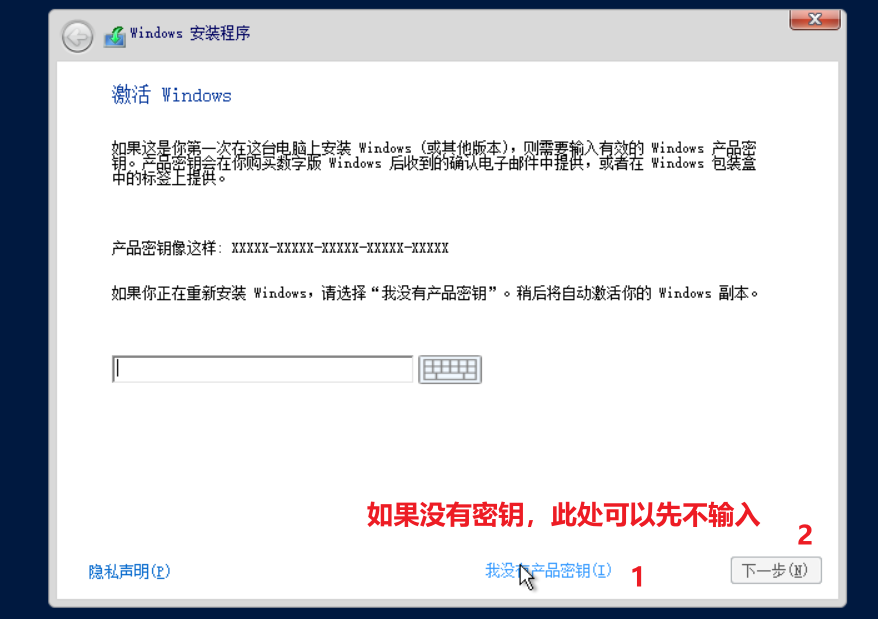 Windows 安装程序
激活 Windows
如果这是你第一次在这台电脑上安装 Windows (或其他版本)，则需要输入有效的 Windows 产品密
钥。产品密钥会在你购买数字版 Windows 后收到的确认电子邮件中提供，或者在 Windows 包装盒
中的标签上提供。
产品密钥像这样: XXXXX-XXXXX-XXXXX-XXXXX-XXXXX
如果你正在重新安装 Windows，请选择“我没有产品密钥”。稍后将自动激活你的 Windows 副本。
如果没有密钥，此处可以先不输入
2
隐私声明(P)
我没有产品密钥(I)
1
下一步(N)